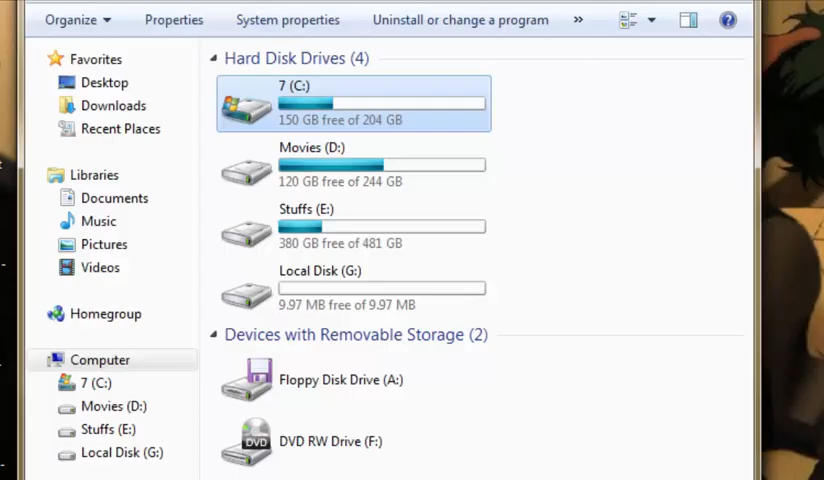 Organize Properties System properties Uninstall or change a program »
Favorites
Desktop
Downloads
Recent Places
Libraries
Documents
Music
Pictures
Videos
Homegroup
Computer
7 (C:)
Movies (D:)
Stuffs (E:)
Local Disk (G:)
Hard Disk Drives (4)
7 (C:)
150 GB free of 204 GB
Movies (D:)
120 GB free of 244 GB
Stuffs (E:)
380 GB free of 481 GB
Local Disk (G:)
9.97 MB free of 9.97 MB
Devices with Removable Storage (2)
Floppy Disk Drive (A:)
DVD RW Drive (F:)
DVD